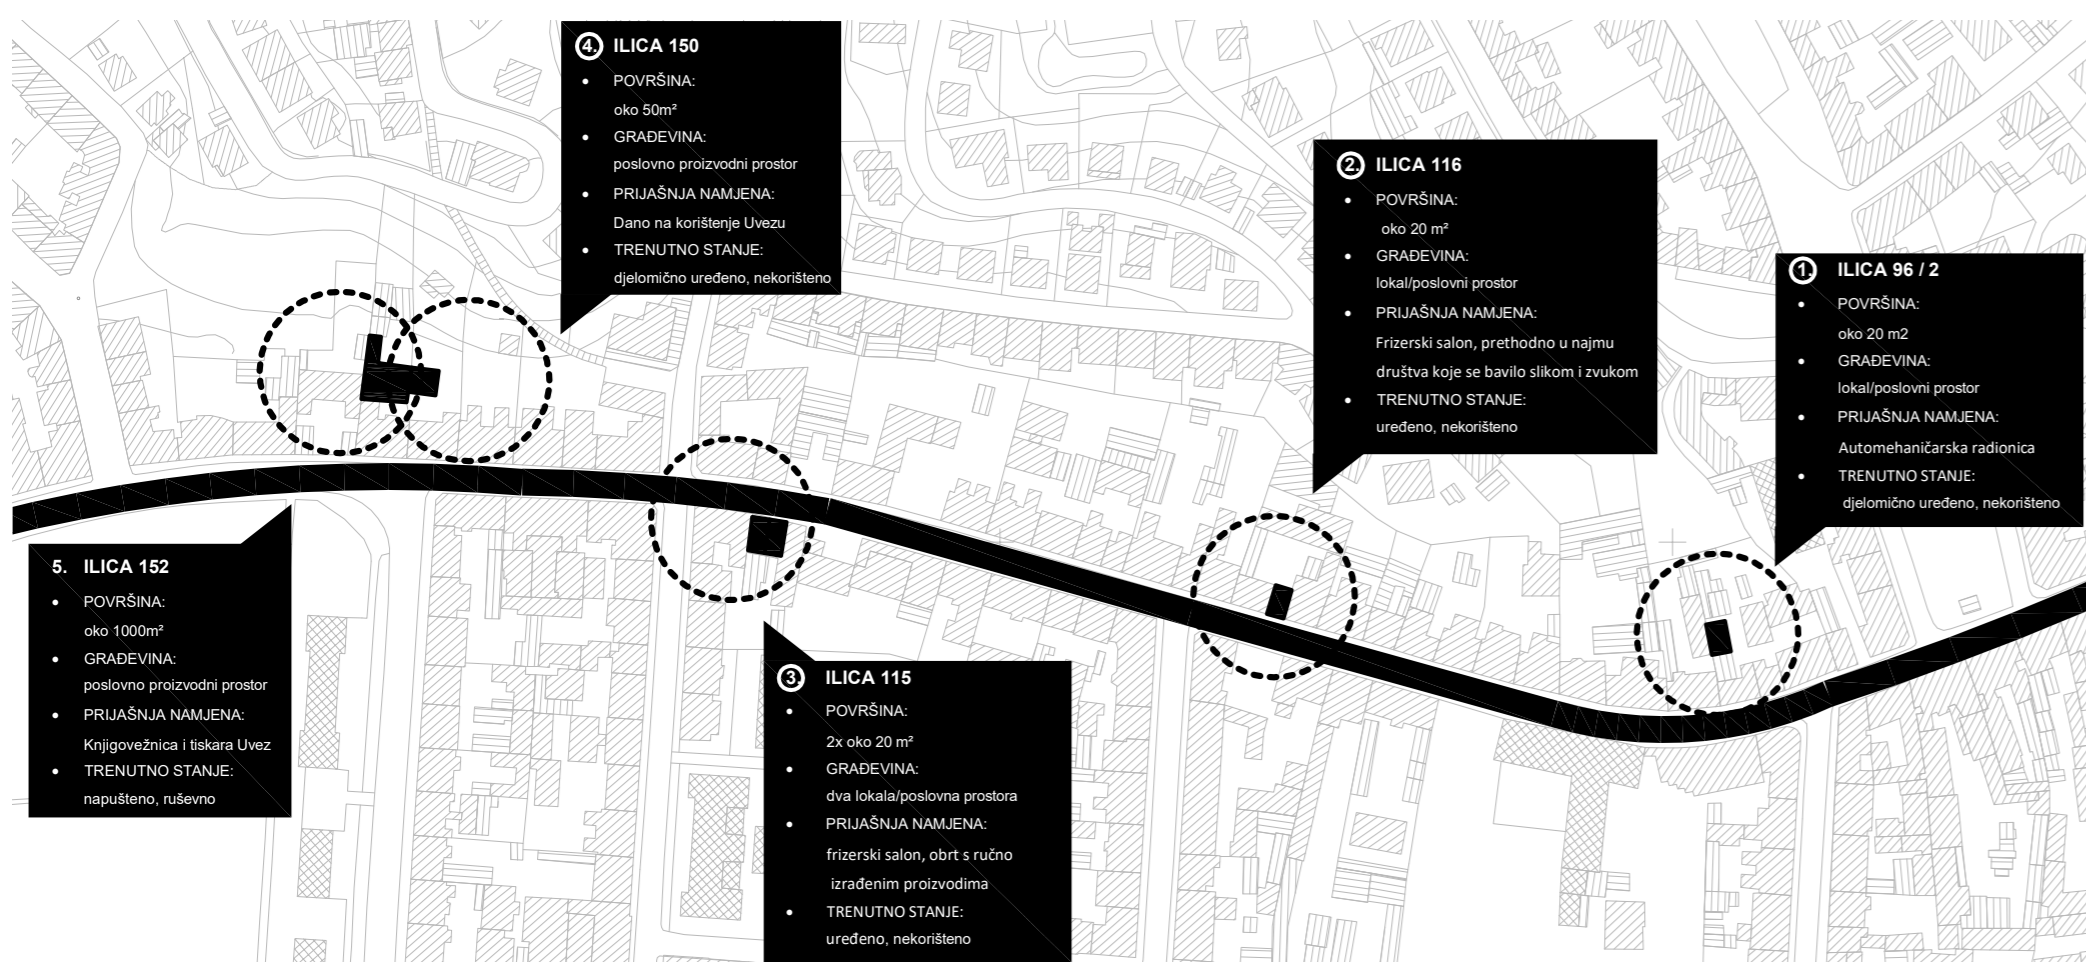 4. ILICA 150
• POVRŠINA:
oko 50m²
• GRAĐEVINA:
poslovno proizvodni prostor
• PRIJAŠNJA NAMJENA:
Dano na korištenje Uvezu
• TRENUTNO STANJE:
djelomično uređeno, nekorišteno
2. ILICA 116
• POVRŠINA:
oko 20 m²
• GRAĐEVINA:
lokal/poslovni prostor
• PRIJAŠNJA NAMJENA:
Frizerski salon, prethodno u najmu
društva koje se bavilo slikom i zvukom
• TRENUTNO STANJE:
uređeno, nekorišteno
1. ILICA 96 / 2
• POVRŠINA:
oko 20 m2
• GRAĐEVINA:
lokal/poslovni prostor
• PRIJAŠNJA NAMJENA:
Automehaničarska radionica
• TRENUTNO STANJE:
djelomično uređeno, nekorišteno
5. ILICA 152
• POVRŠINA:
oko 1000m²
• GRAĐEVINA:
poslovno proizvodni prostor
• PRIJAŠNJA NAMJENA:
Knjigovežnica i tiskara Uvez
• TRENUTNO STANJE:
napušteno, ruševno
3. ILICA 115
• POVRŠINA:
2x oko 20 m²
• GRAĐEVINA:
dva lokala/poslovna prostora
• PRIJAŠNJA NAMJENA:
frizerski salon, obrt s ručno
izrađenim proizvodima
• TRENUTNO STANJE:
uređeno, nekorišteno